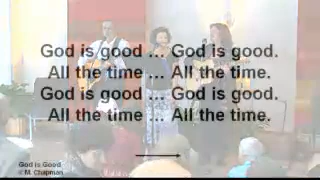 God is good ... God is good.
All the time ... All the time.
God is good ... God is good.
All the time ... All the time.
God is Good
© M. Chapman